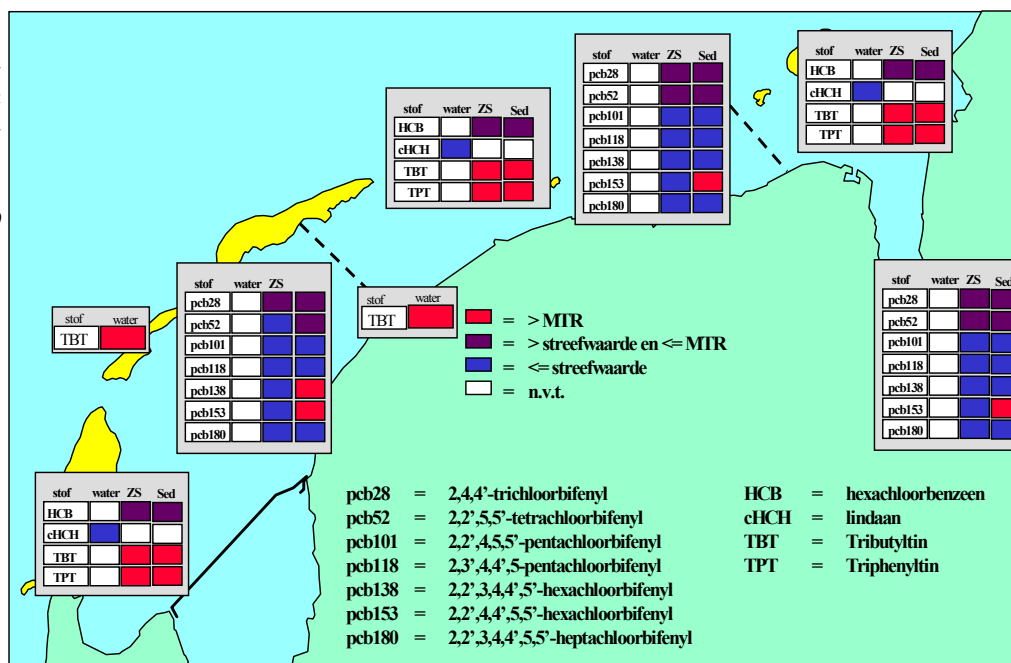 stof water ZS Sed
pcb28
pcb52
pcb101
pcb118
pcb138
pcb153
pcb180
stof water ZS Sed
HCB
cHCH
TBT
TPT
stof water ZS Sed
HCB
cHCH
TBT
TPT
stof water ZS
pcb28
pcb52
pcb101
pcb118
pcb138
pcb153
pcb180
stof water
TBT
stof water
TBT
= > MTR
= > streefwaarde en <= MTR
= <= streefwaarde
= n.v.t.
stof water ZS Sed
pcb28
pcb52
pcb101
pcb118
pcb138
pcb153
pcb180
stof water ZS Sed
HCB
cHCH
TBT
TPT
pcb28 = 2,4,4'-trichloorbifenyl
pcb52 = 2,2',5,5'-tetrachloorbifenyl
pcb101 = 2,2',4,5,5'-pentachloorbifenyl
pcb118 = 2,3',4,4',5-pentachloorbifenyl
pcb138 = 2,2',3,4,4',5'-hexachloorbifenyl
pcb153 = 2,2',4,4',5,5'-hexachloorbifenyl
pcb180 = 2,2',3,4,4',5,5'-heptachloorbifenyl
HCB = hexachloorbenzeen
cHCH = lindaan
TBT = Tributyltin
TPT = Triphenyltin